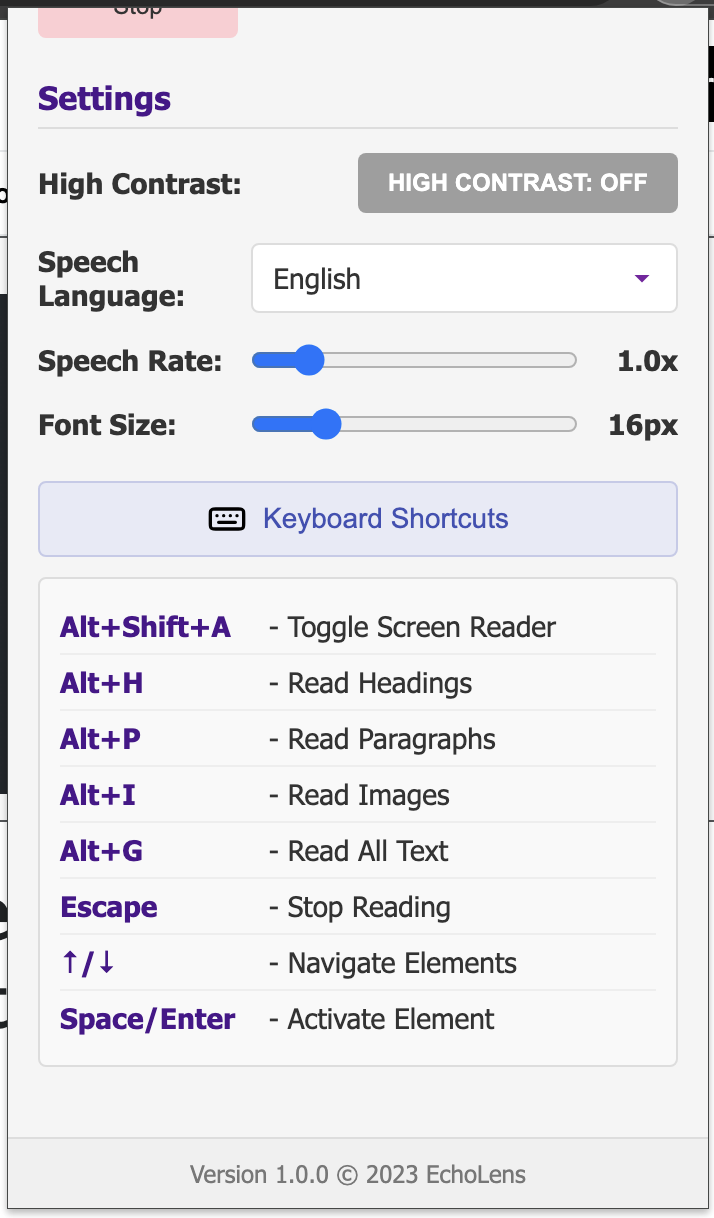 Stop
Settings
High Contrast:
HIGH CONTRAST: OFF
Speech
Language:
English
Speech Rate:
1.0x
Font Size:
16px
Keyboard Shortcuts
Alt+Shift+A - Toggle Screen Reader
Alt+H - Read Headings
Alt+P - Read Paragraphs
Alt+I - Read Images
Alt+G - Read All Text
Escape - Stop Reading
↑/↓ - Navigate Elements
Space/Enter - Activate Element
Version 1.0.0 © 2023 EchoLens